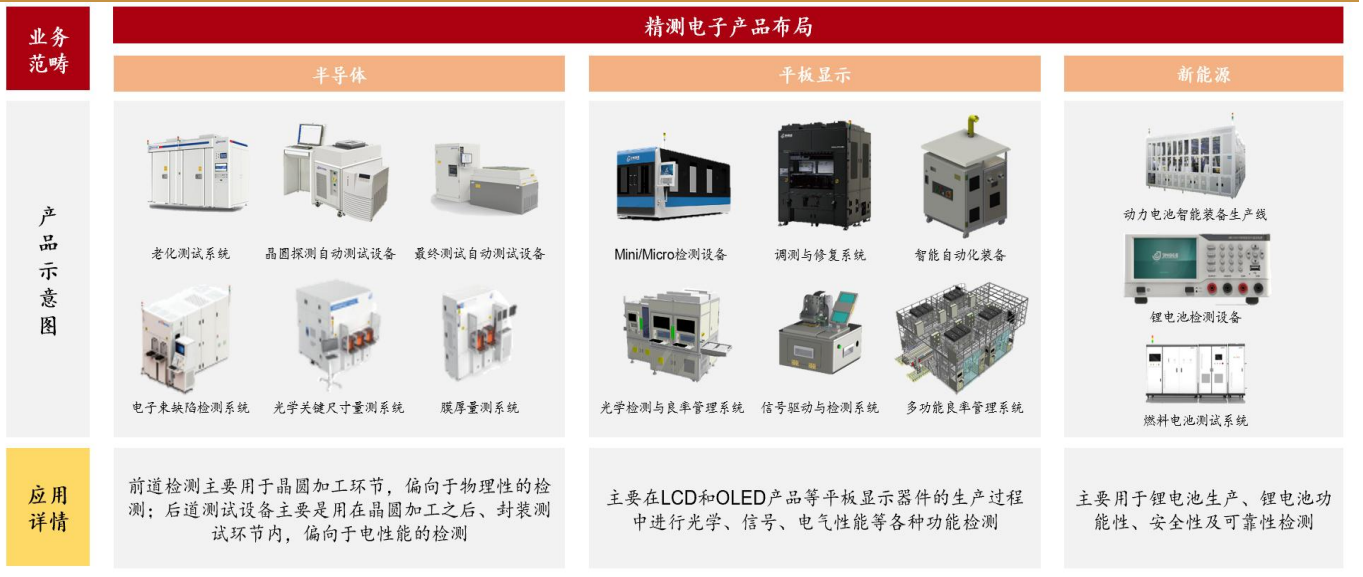 业务
范畴
精测电子产品布局
半导体
平板显示
新能源
产
品
示
意
图
老化测试系统
晶圆探测自动测试设备
最终测试自动测试设备
电子束缺陷检测系统
光学关键尺寸量测系统
膜厚量测系统
Mini/Micro检测设备
调测与修复系统
智能自动化装备
光学检测与良率管理系统
信号驱动与检测系统
多功能良率管理系统
动力电池智能装备生产线
锂电池检测设备
燃料电池测试系统
应用
详情
前道检测主要用于晶圆加工环节，偏向于物理性的检
测；后道测试设备主要是用在晶圆加工之后、封装测
试环节内，偏向于电性能的检测
主要在LCD和OLED产品等平板显示器件的生产过程
中进行光学、信号、电气性能等各种功能检测
主要用于锂电池生产、锂电池功
能性、安全性及可靠性检测